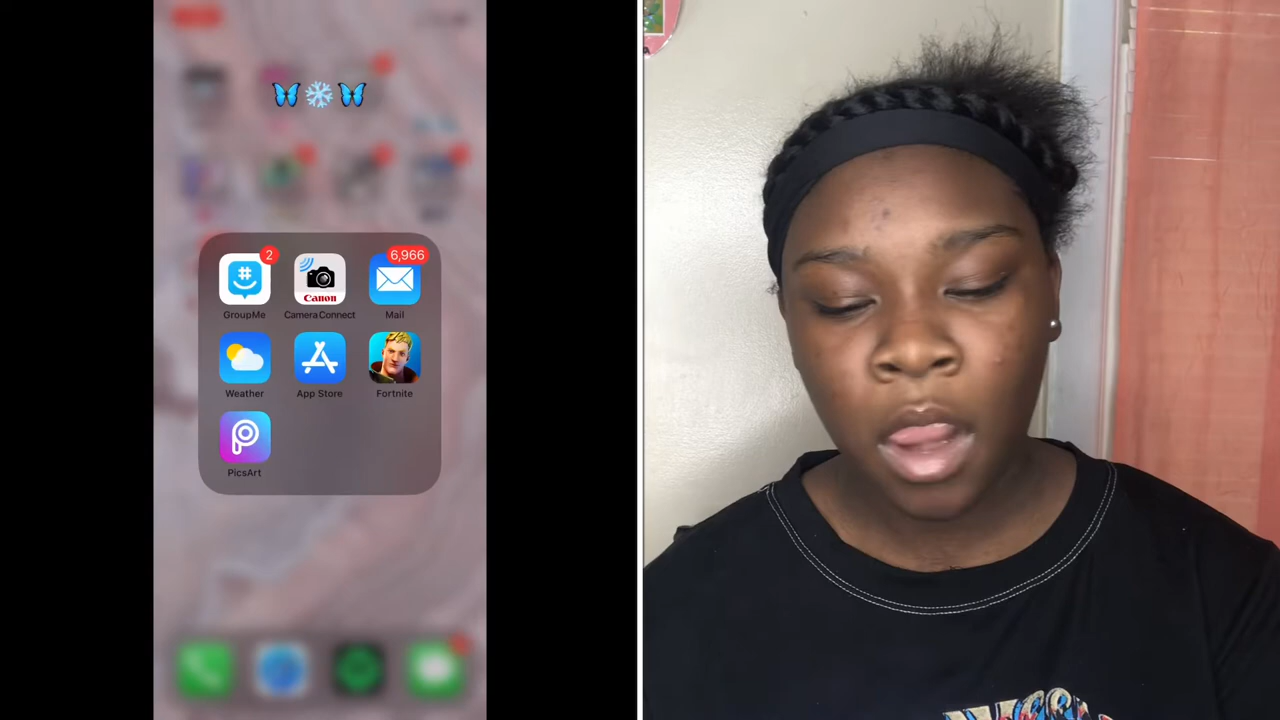 🦋❄️🦋
2
6,966
Canon
GroupMe
CameraConnect
Mail
Weather
App Store
Fortnite
PicsArt